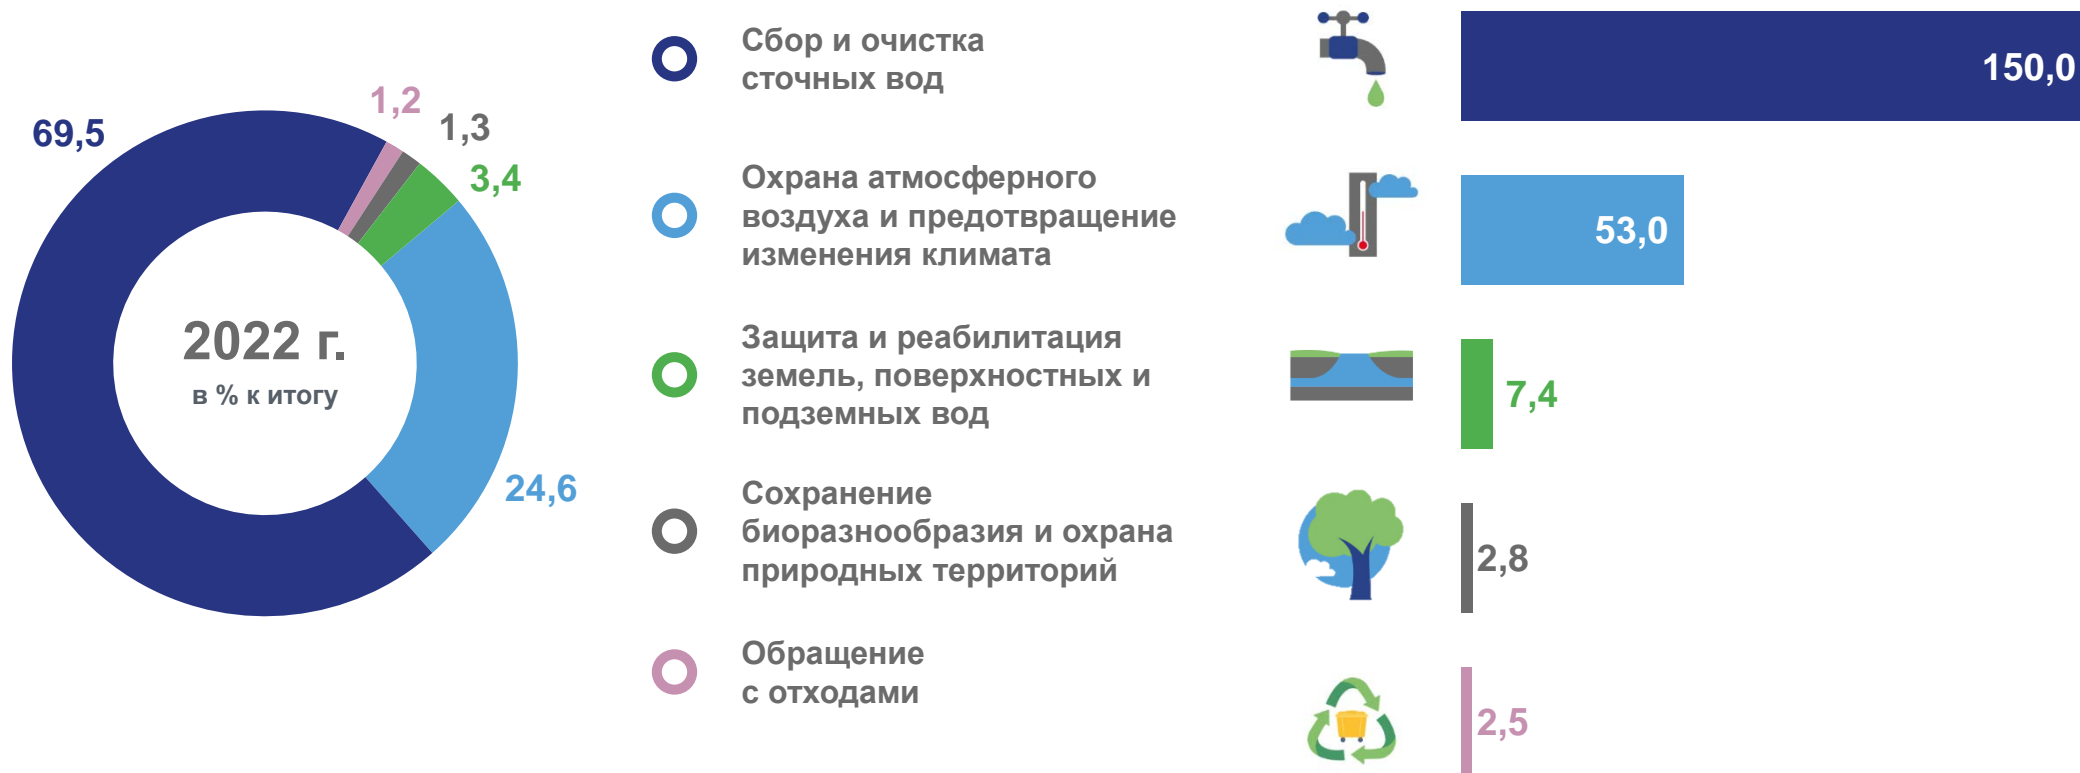 69,5
1,2
1,3
3,4
24,6
2022 г.
в % к итогу
Сбор и очистка
сточных вод
150,0
Охрана атмосферного
воздуха и предотвращение
изменения климата
53,0
Защита и реабилитация
земель, поверхностных и
подземных вод
7,4
Сохранение
биоразнообразия и охрана
природных территорий
2,8
Обращение
с отходами
2,5